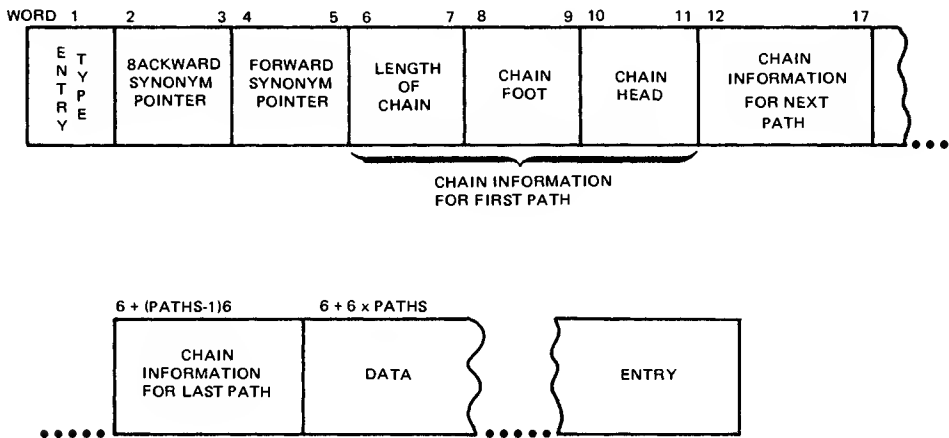 WORD 1 2 3 4 5 6 7 8 9 10 11 12 17
ENTRY TYPE
8ACKWARD
SYNONYM
POINTER
FORWARD
SYNONYM
POINTER
LENGTH
OF
CHAIN
CHAIN
FOOT
CHAIN
HEAD
CHAIN
INFORMATION
FOR NEXT
PATH
CHAIN INFORMATION
FOR FIRST PATH
6 + (PATHS-1)6
6 + 6 x PATHS
CHAIN
INFORMATION
FOR LAST PATH
DATA
ENTRY